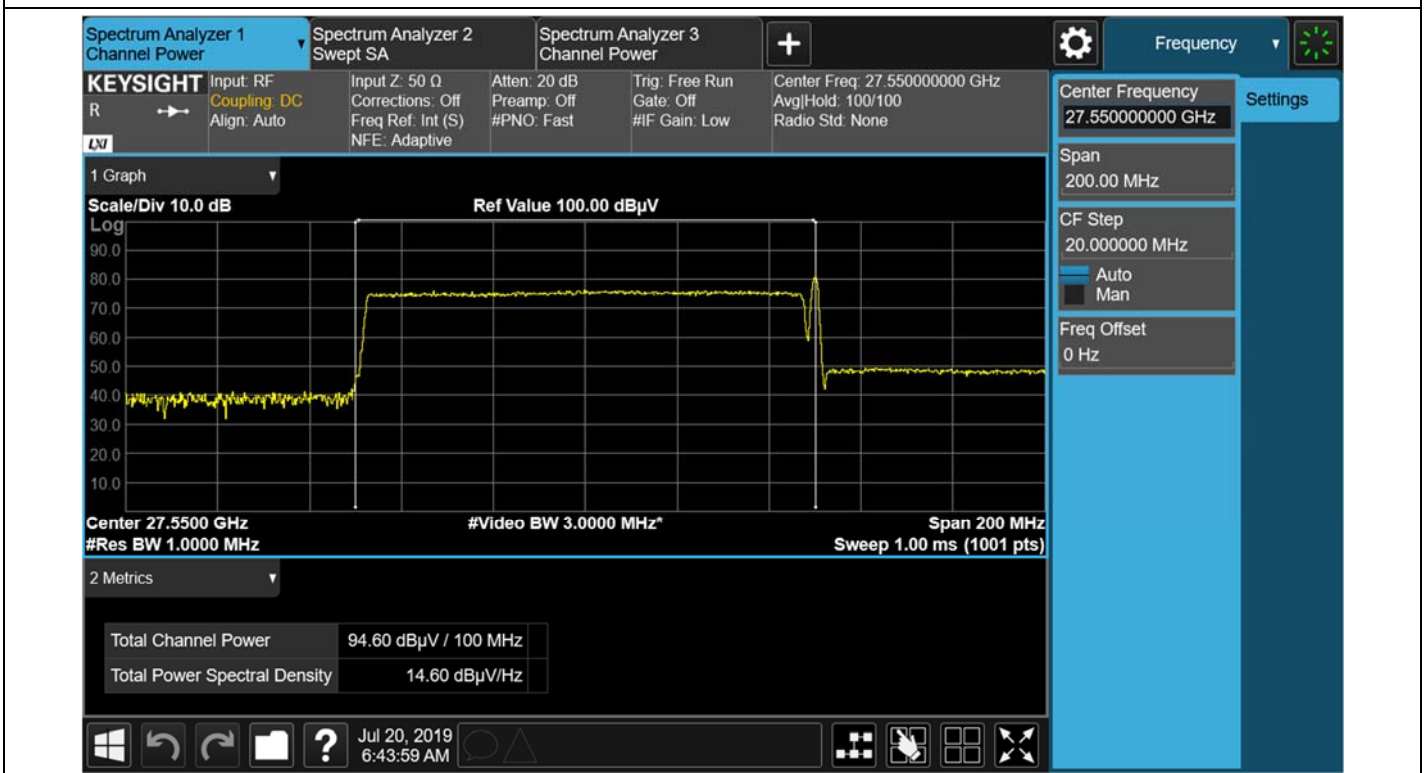 Spectrum Analyzer 1
Channel Power
Spectrum Analyzer 2
Swept SA
Spectrum Analyzer 3
Channel Power
Frequency
KEYSIGHT
R
LXI
Input: RF
Coupling: DC
Align: Auto
Input Z: 50 Ω
Corrections: Off
Freq Ref: Int (S)
NFE: Adaptive
Atten: 20 dB
Preamp: Off
#PNO: Fast
Trig: Free Run
Gate: Off
#IF Gain: Low
Center Freq: 27.550000000 GHz
Avg|Hold: 100/100
Radio Std: None
Center Frequency
27.550000000 GHz
Settings
Span
200.00 MHz
CF Step
20.000000 MHz
Auto
Man
Freq Offset
0 Hz
1 Graph
Scale/Div 10.0 dB
Ref Value 100.00 dBµV
Log
90.0
80.0
70.0
60.0
50.0
40.0
30.0
20.0
10.0
Center 27.5500 GHz
#Video BW 3.0000 MHz*
Span 200 MHz
#Res BW 1.0000 MHz
Sweep 1.00 ms (1001 pts)
2 Metrics
Total Channel Power 94.60 dBµV / 100 MHz
Total Power Spectral Density 14.60 dBµV/Hz
?
Jul 20, 2019
6:43:59 AM